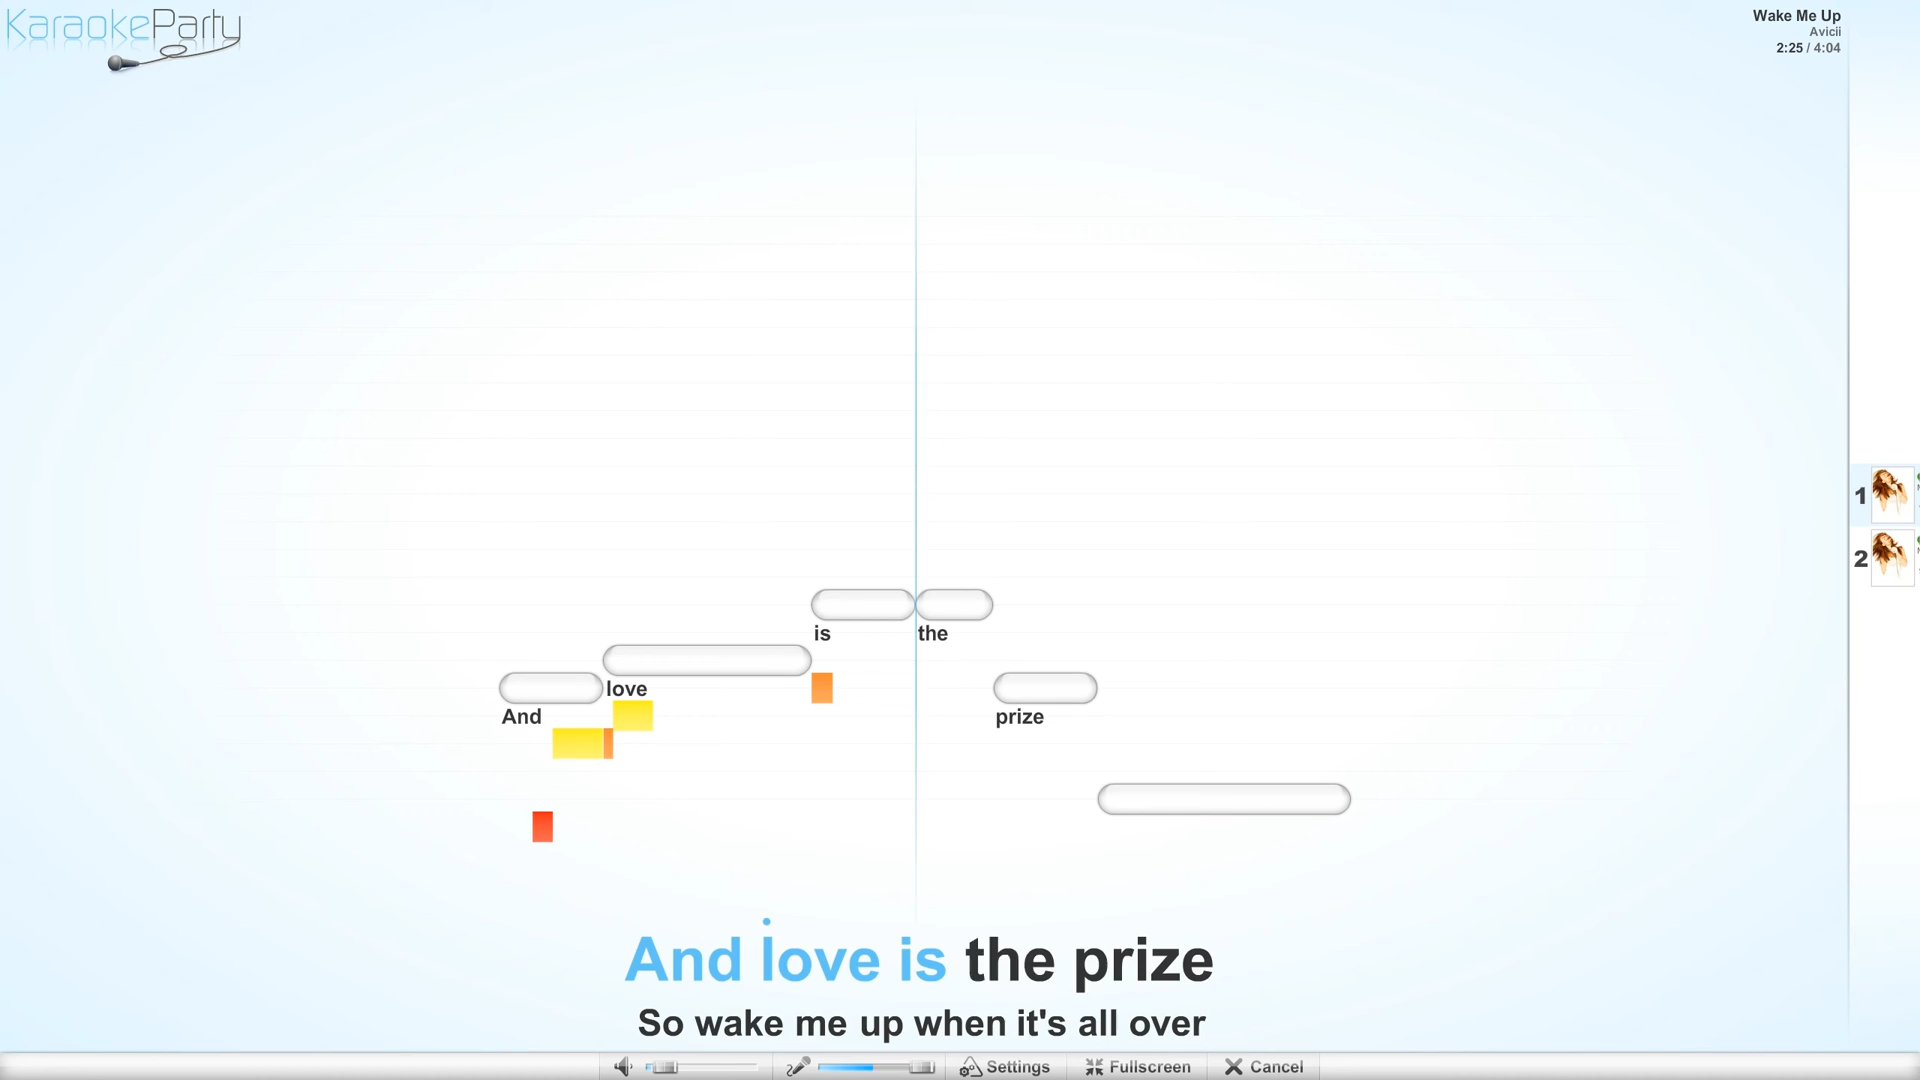 KaraokeParty
Wake Me Up
Avicii
2:25 / 4:04
1
2
is the
love
And
prize
And love is the prize
So wake me up when it's all over
Settings
Fullscreen
Cancel